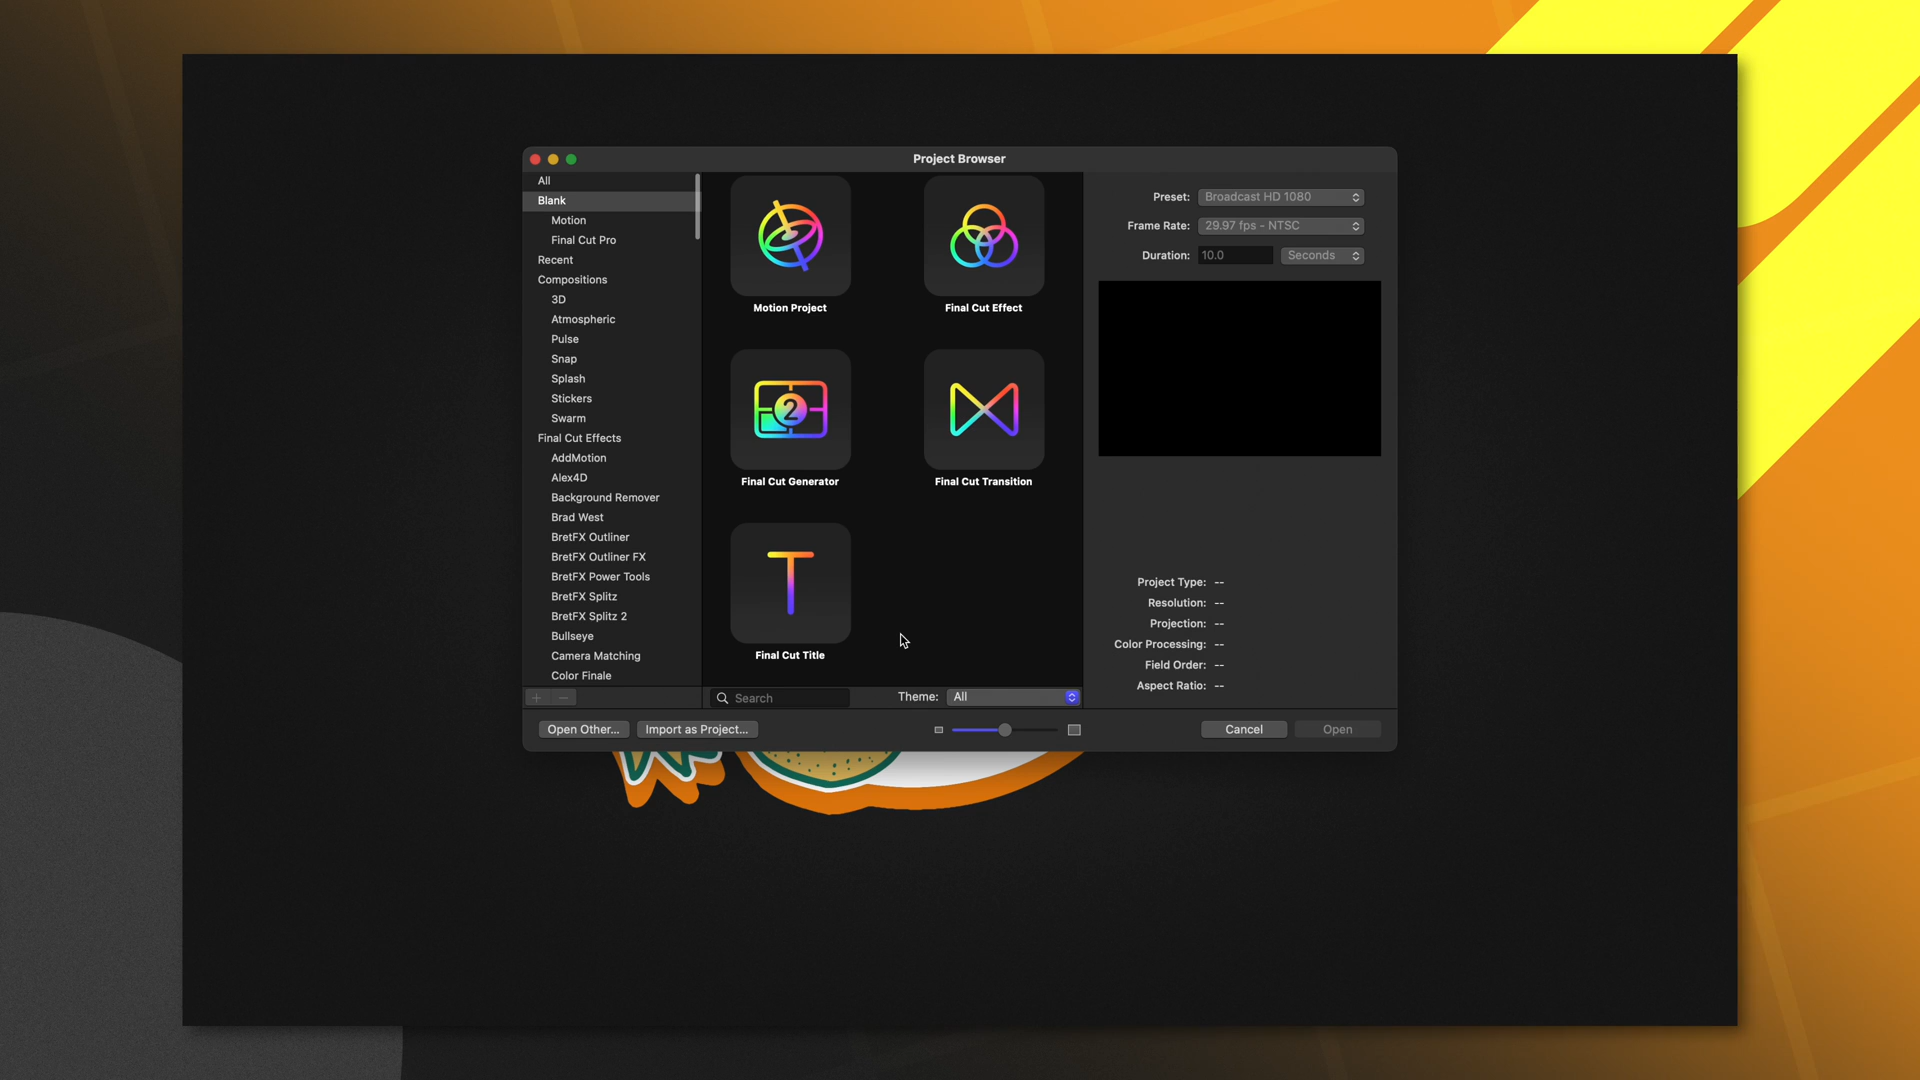 Project Browser
All
Blank
Motion
Final Cut Pro
Recent
Compositions
3D
Atmospheric
Pulse
Snap
Splash
Stickers
Swarm
Final Cut Effects
AddMotion
Alex4D
Background Remover
Brad West
BretFX Outliner
BretFX Outliner FX
BretFX Power Tools
BretFX Splitz
BretFX Splitz 2
Bullseye
Camera Matching
Color Finale
Motion Project
Final Cut Effect
2
Final Cut Generator
Final Cut Transition
T
Final Cut Title
Search
Theme: All
Preset: Broadcast HD 1080
Frame Rate: 29.97 fps - NTSC
Duration: 10.0 Seconds
Project Type: --
Resolution: --
Projection: --
Color Processing: --
Field Order: --
Aspect Ratio: --
Open Other...
Import as Project...
Cancel
Open